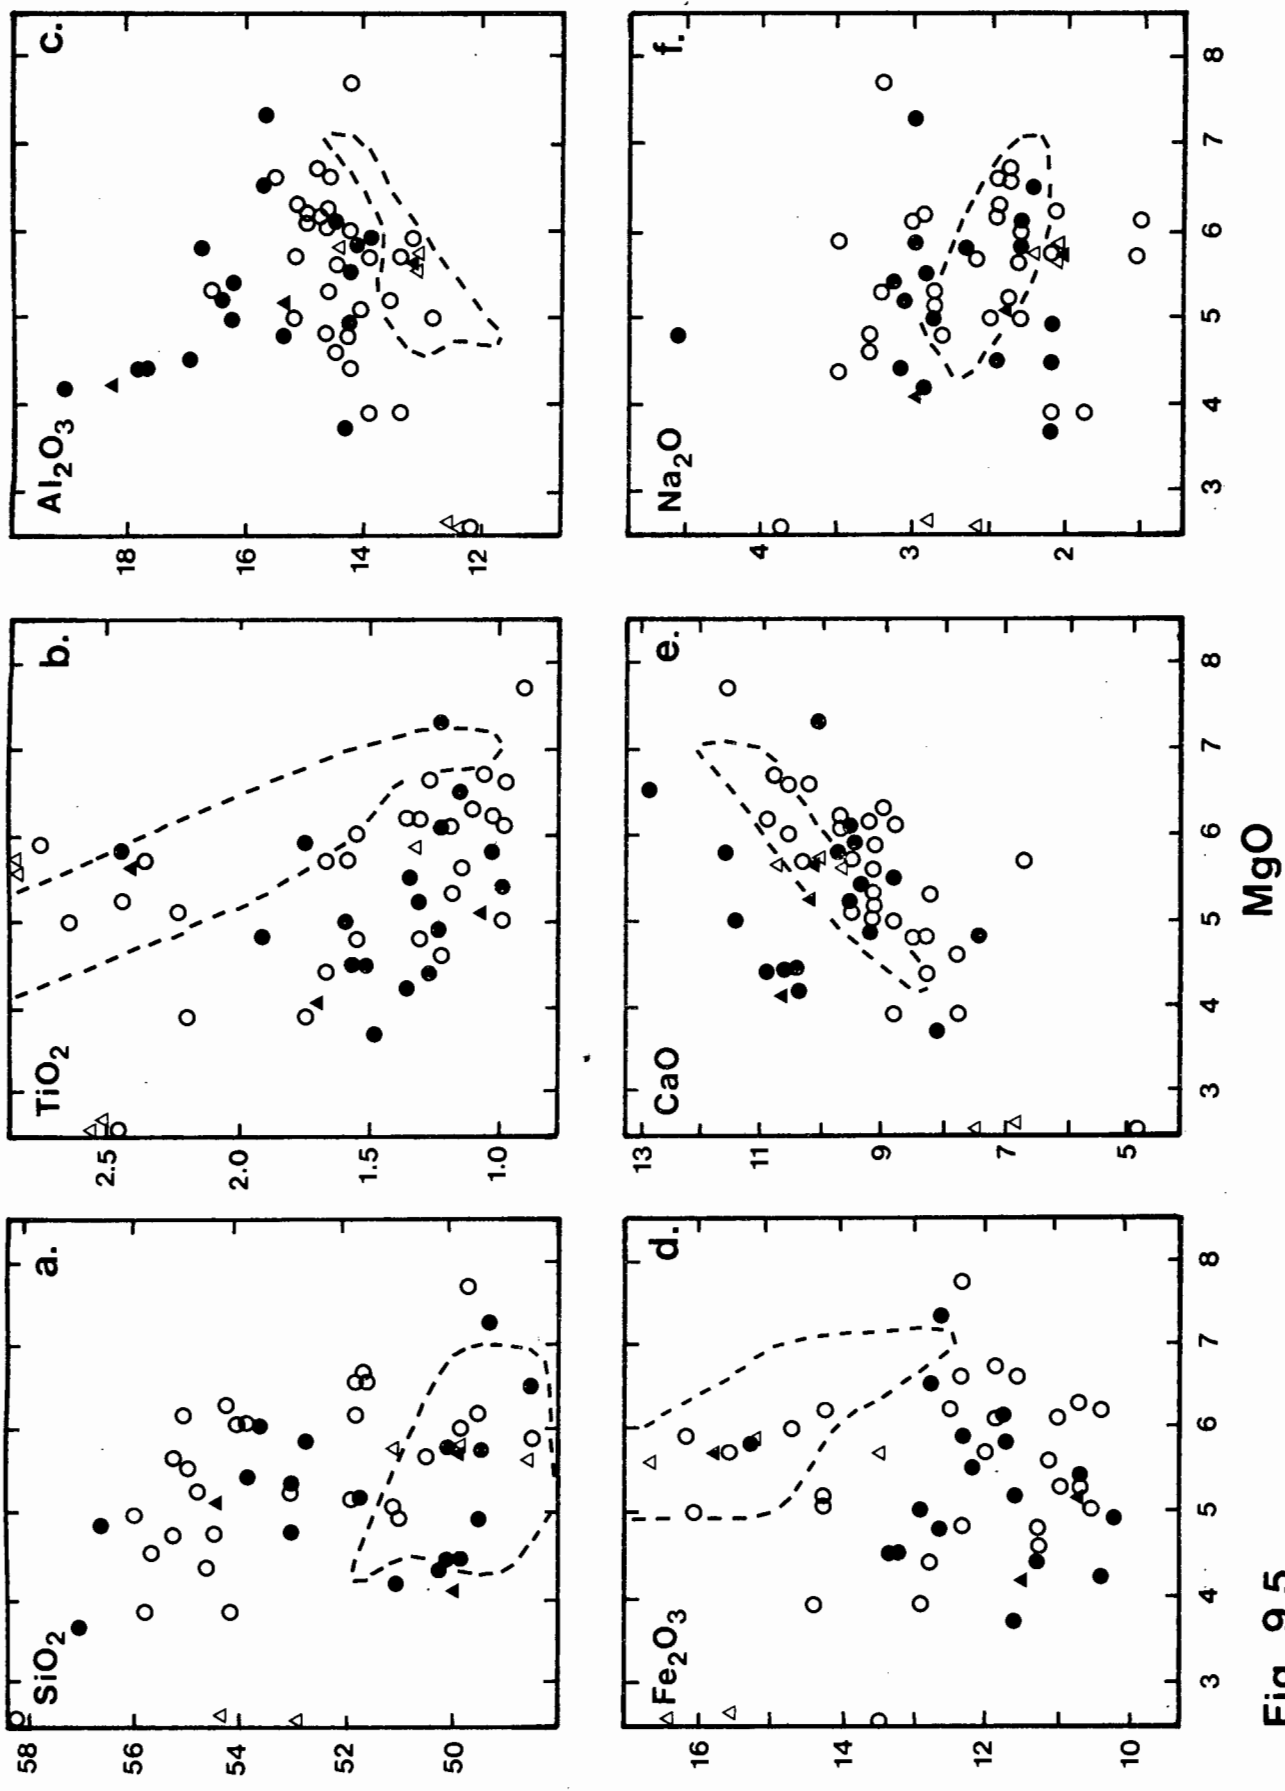 SiO₂ a.
58
56
54
52
50
TiO₂ b.
2.5
2.0
1.5
1.0
Al₂O₃ c.
18
16
14
12
Fe₂O₃ d.
16
14
12
10
3 4 5 6 7 8
CaO e.
13
11
9
7
5
3 4 5 6 7 8
Na₂O f.
4
3
2
3 4 5 6 7 8
MgO
Fig. 9.5